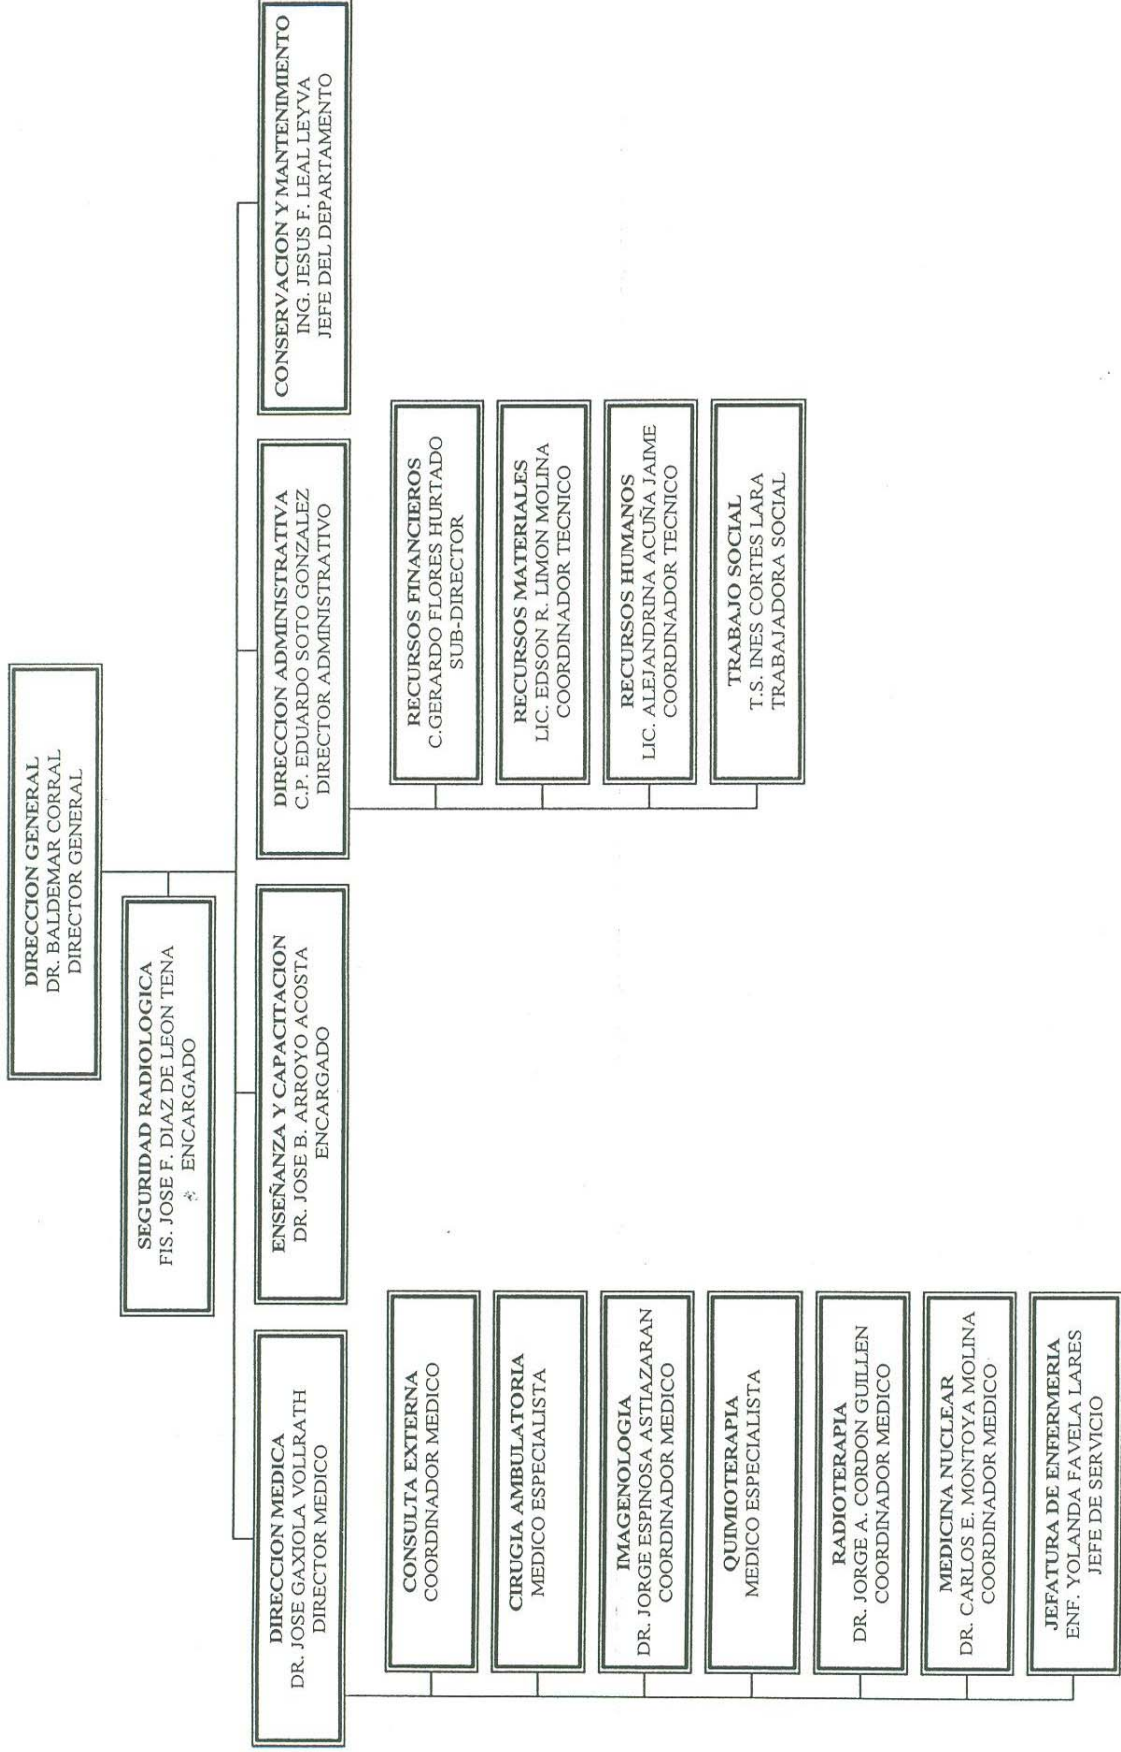 DIRECCION GENERAL
DR. BALDEMAR CORRAL
DIRECTOR GENERAL
SEGURIDAD RADIOLOGICA
FIS. JOSE F. DIAZ DE LEON TENA
ENCARGADO
DIRECCION MEDICA
DR. JOSE GAXIOLA VOLLRATH
DIRECTOR MEDICO
ENSEÑANZA Y CAPACITACION
DR. JOSE B. ARROYO ACOSTA
ENCARGADO
DIRECCION ADMINISTRATIVA
C.P. EDUARDO SOTO GONZALEZ
DIRECTOR ADMINISTRATIVO
CONSERVACION Y MANTENIMIENTO
ING. JESUS F. LEAL LEYVA
JEFE DEL DEPARTAMENTO
CONSULTA EXTERNA
COORDINADOR MEDICO
CIRUGIA AMBULATORIA
MEDICO ESPECIALISTA
IMAGENOLOGIA
DR. JORGE ESPINOSA ASTIAZARAN
COORDINADOR MEDICO
QUIMIOTERAPIA
MEDICO ESPECIALISTA
RADIOTERAPIA
DR. JORGE A. CORDON GUILLEN
COORDINADOR MEDICO
MEDICINA NUCLEAR
DR. CARLOS E. MONTOYA MOLINA
COORDINADOR MEDICO
JEFATURA DE ENFERMERIA
ENF. YOLANDA FAVELA LARES
JEFE DE SERVICIO
RECURSOS FINANCIEROS
C.GERARDO FLORES HURTADO
SUB-DIRECTOR
RECURSOS MATERIALES
LIC. EDSON R. LIMON MOLINA
COORDINADOR TECNICO
RECURSOS HUMANOS
LIC. ALEJANDRINA ACUÑA JAIME
COORDINADOR TECNICO
TRABAJO SOCIAL
T.S. INES CORTES LARA
TRABAJADORA SOCIAL